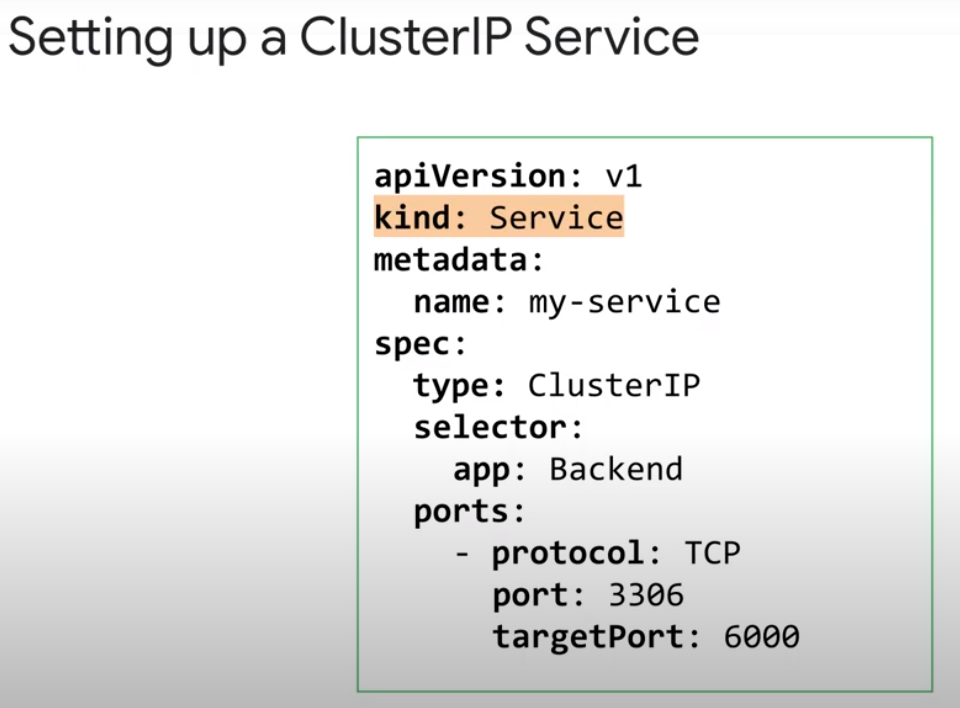 Setting up a ClusterIP Service
apiVersion: v1
kind: Service
metadata:
  name: my-service
spec:
  type: ClusterIP
  selector:
    app: Backend
  ports:
    - protocol: TCP
      port: 3306
      targetPort: 6000